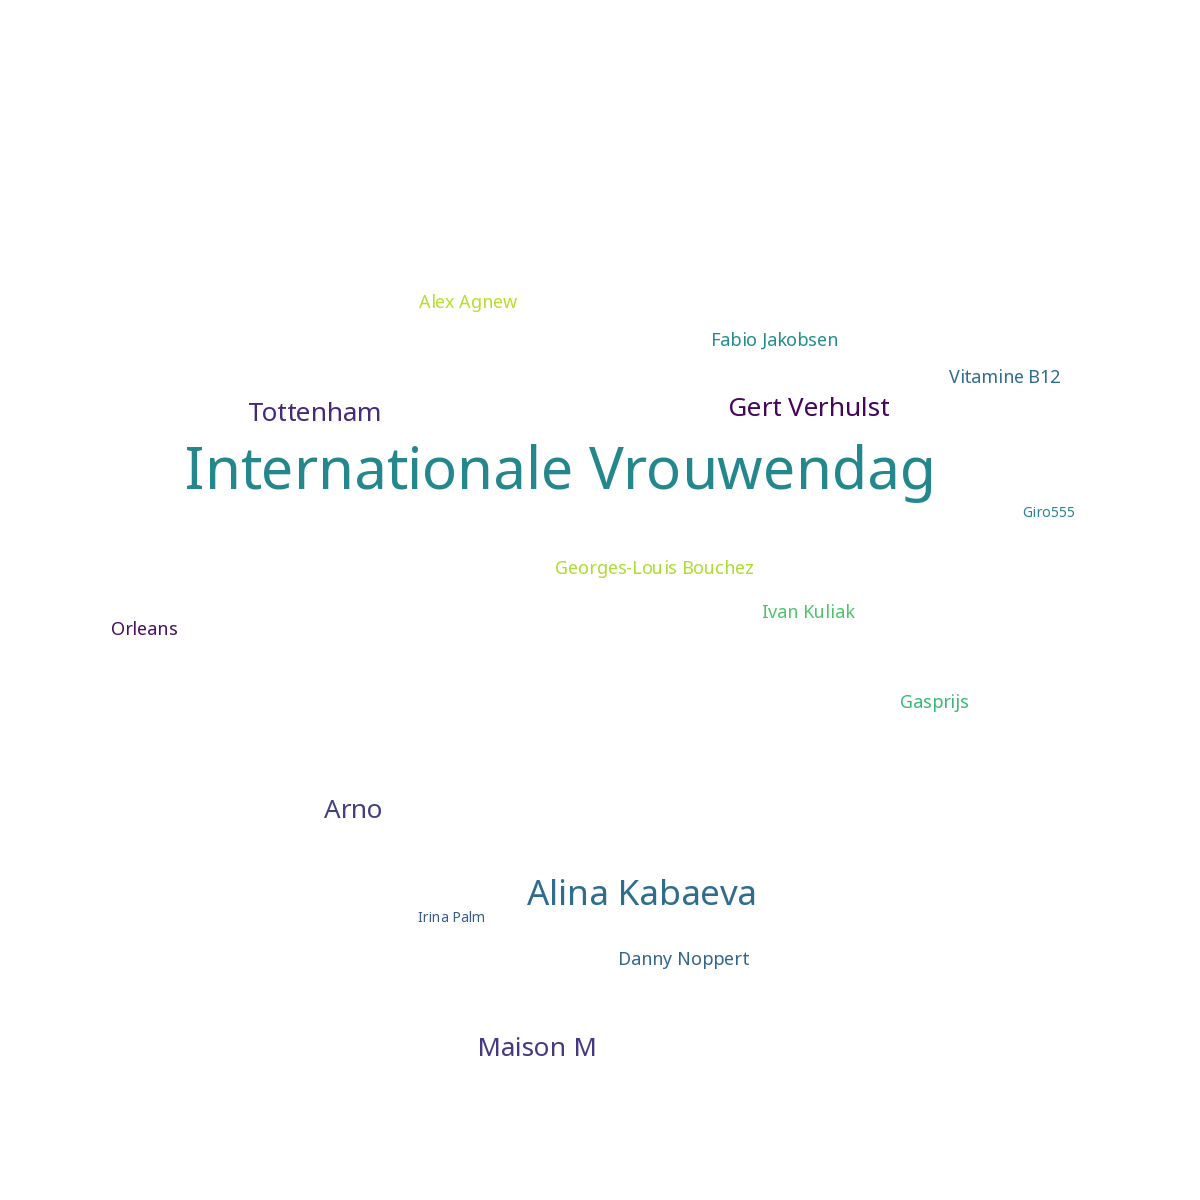 Alex Agnew
Fabio Jakobsen
Vitamine B12
Gert Verhulst
Tottenham
Internationale Vrouwendag
Giro555
Georges-Louis Bouchez
Ivan Kuliak
Orleans
Gasprijs
Arno
Alina Kabaeva
Irina Palm
Danny Noppert
Maison M